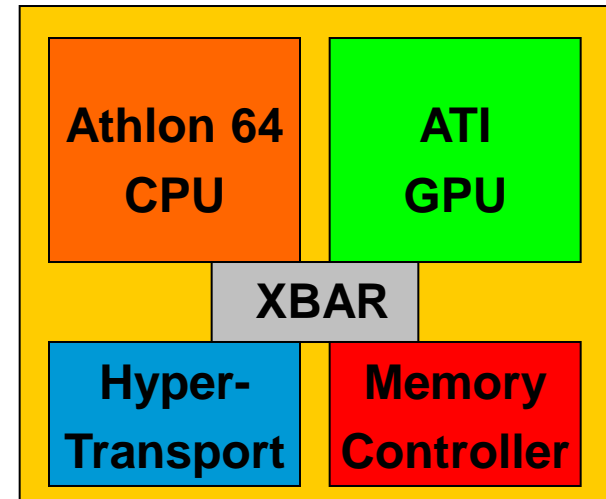 Athlon 64
CPU
ATI
GPU
XBAR
Hyper-
Transport
Memory
Controller